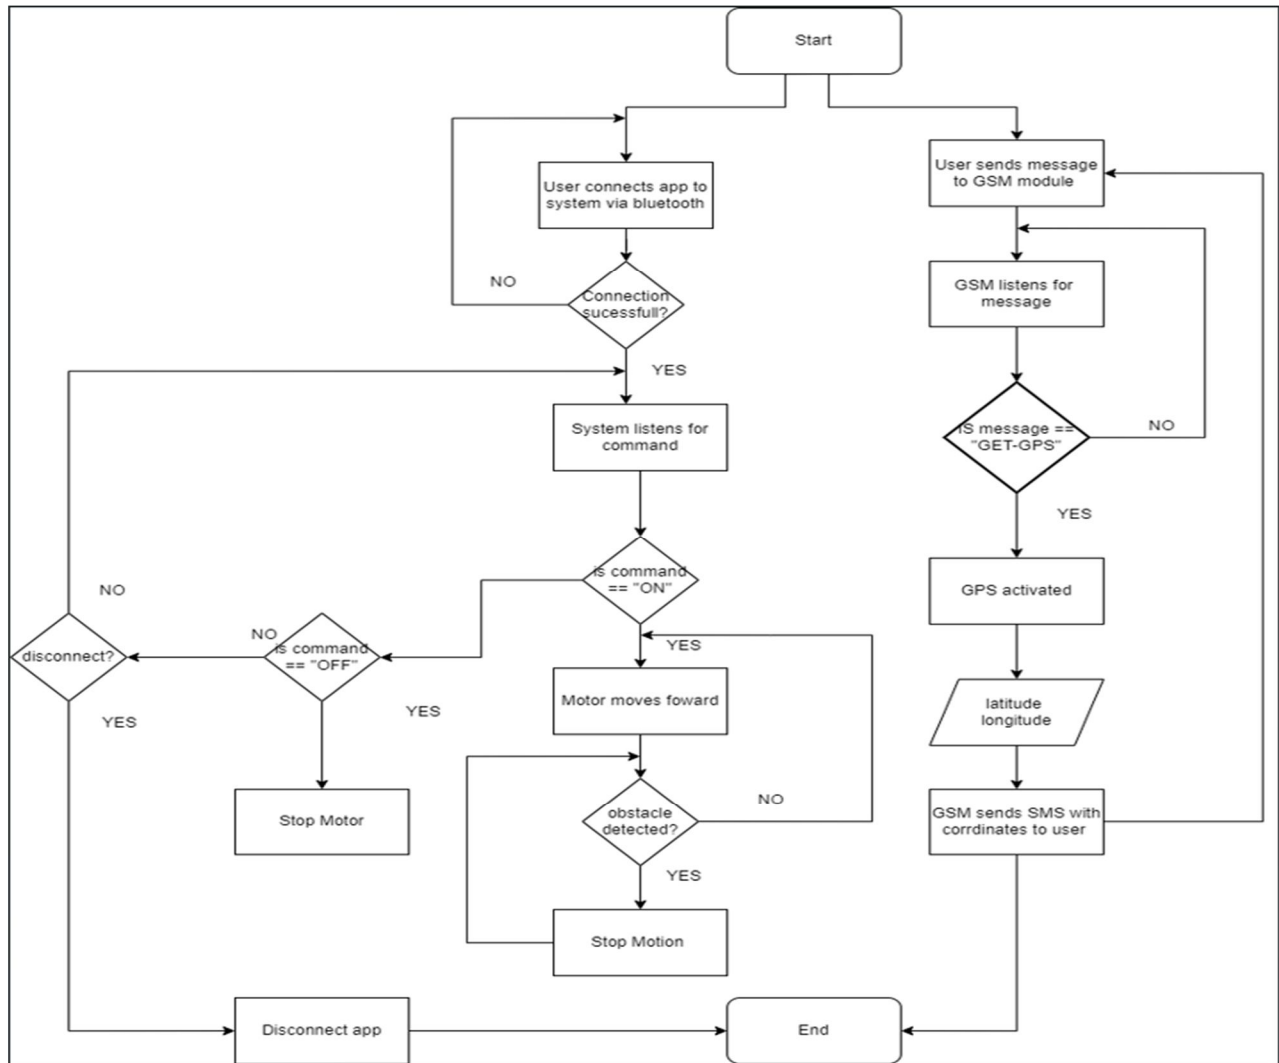 Start
User connects app to
system via bluetooth
NO
Connection
sucessfull?
YES
System listens for
command
is command
== "ON"
YES
Motor moves foward
obstacle
detected?
NO
YES
Stop Motion
NO
is command
== "OFF"
YES
Stop Motor
NO
disconnect?
YES
Disconnect app
End
User sends message
to GSM module
GSM listens for
message
iS message ==
"GET-GPS"
NO
YES
GPS activated
latitude
longitude
GSM sends SMS with
corrdinates to user